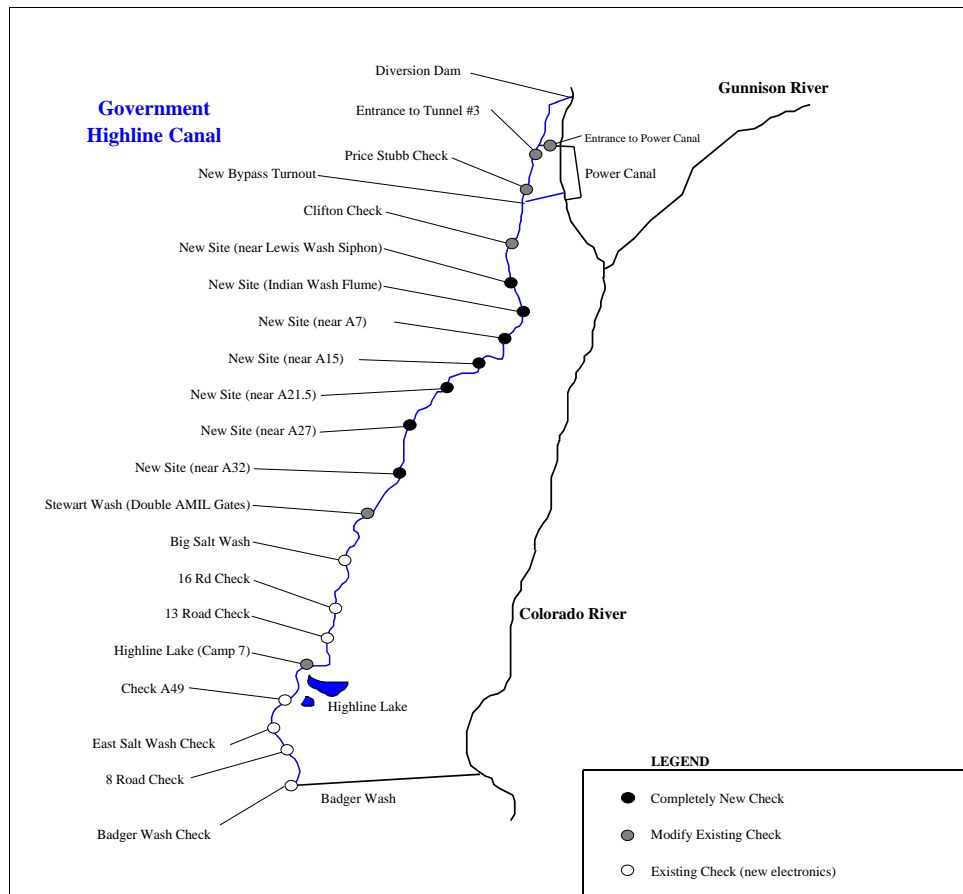 Diversion Dam
Gunnison River
Government
Highline Canal
Entrance to Tunnel #3
Entrance to Power Canal
Price Stubb Check
New Bypass Turnout
Power Canal
Clifton Check
New Site (near Lewis Wash Siphon)
New Site (Indian Wash Flume)
New Site (near A7)
New Site (near A15)
New Site (near A21.5)
New Site (near A27)
New Site (near A32)
Stewart Wash (Double AMIL Gates)
Big Salt Wash
16 Rd Check
13 Road Check
Colorado River
Highline Lake (Camp 7)
Check A49
Highline Lake
East Salt Wash Check
8 Road Check
Badger Wash
Badger Wash Check
LEGEND
Completely New Check
Modify Existing Check
Existing Check (new electronics)